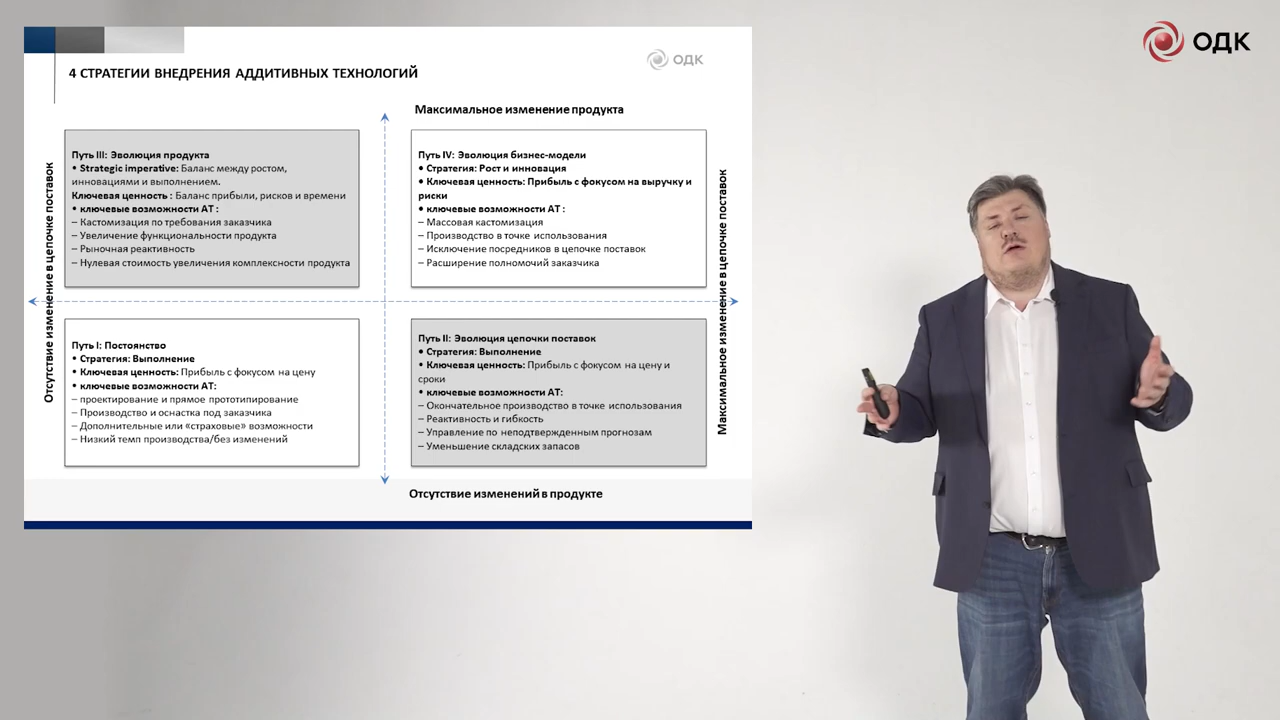 ОДК
ОДК
4 СТРАТЕГИИ ВНЕДРЕНИЯ АДДИТИВНЫХ ТЕХНОЛОГИЙ
Максимальное изменение продукта
Отсутствие изменений в цепочке поставок
Путь III: Эволюция продукта
• Strategic imperative: Баланс между ростом,
инновациями и выполнением.
Ключевая ценность : Баланс прибыли, рисков и времени
• ключевые возможности АТ :
– Кастомизация по требования заказчика
– Увеличение функциональности продукта
– Рыночная реактивность
– Нулевая стоимость увеличения комплексности продукта
Путь IV: Эволюция бизнес-модели
• Стратегия: Рост и инновация
• Ключевая ценность: Прибыль с фокусом на выручку и
риски
• ключевые возможности АТ :
– Массовая кастомизация
– Производство в точке использования
– Исключение посредников в цепочке поставок
– Расширение полномочий заказчика
Максимальное изменение в цепочке поставок
Путь I: Постоянство
• Стратегия: Выполнение
• Ключевая ценность: Прибыль с фокусом на цену
• ключевые возможности АТ:
– проектирование и прямое прототипирование
– Производство и оснастка под заказчика
– Дополнительные или «страховые» возможности
– Низкий темп производства/без изменений
Путь II: Эволюция цепочки поставок
• Стратегия: Выполнение
• Ключевая ценность: Прибыль с фокусом на цену и
сроки
• ключевые возможности АТ:
– Окончательное производство в точке использования
– Реактивность и гибкость
– Управление по неподтвержденным прогнозам
– Уменьшение складских запасов
Отсутствие изменений в продукте